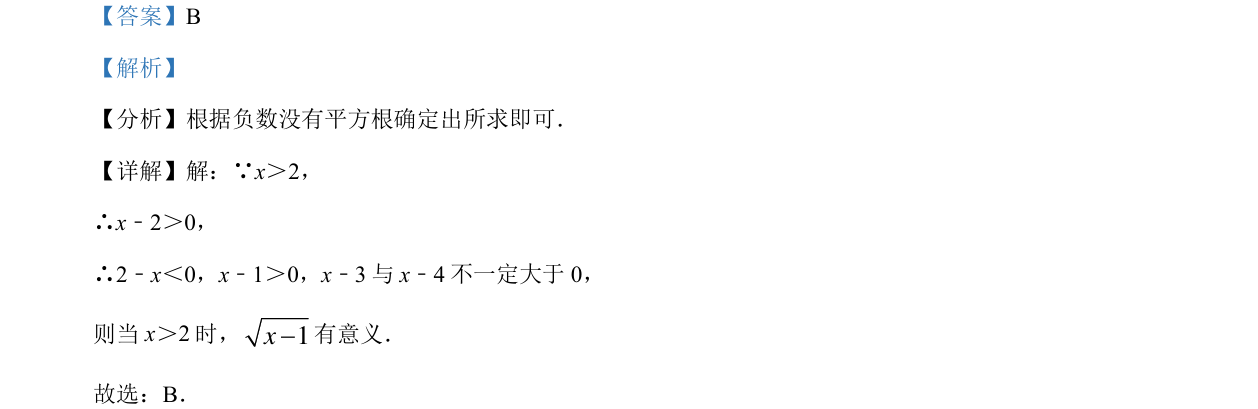 【答案】B
【解析】
【分析】根据负数没有平方根确定出所求即可．
【详解】解：∵x＞2，
∴x﹣2＞0，
∴2﹣x＜0，x﹣1＞0，x﹣3 与 x﹣4 不一定大于 0，
则当 x＞2 时，√(x−1) 有意义．
故选：B．